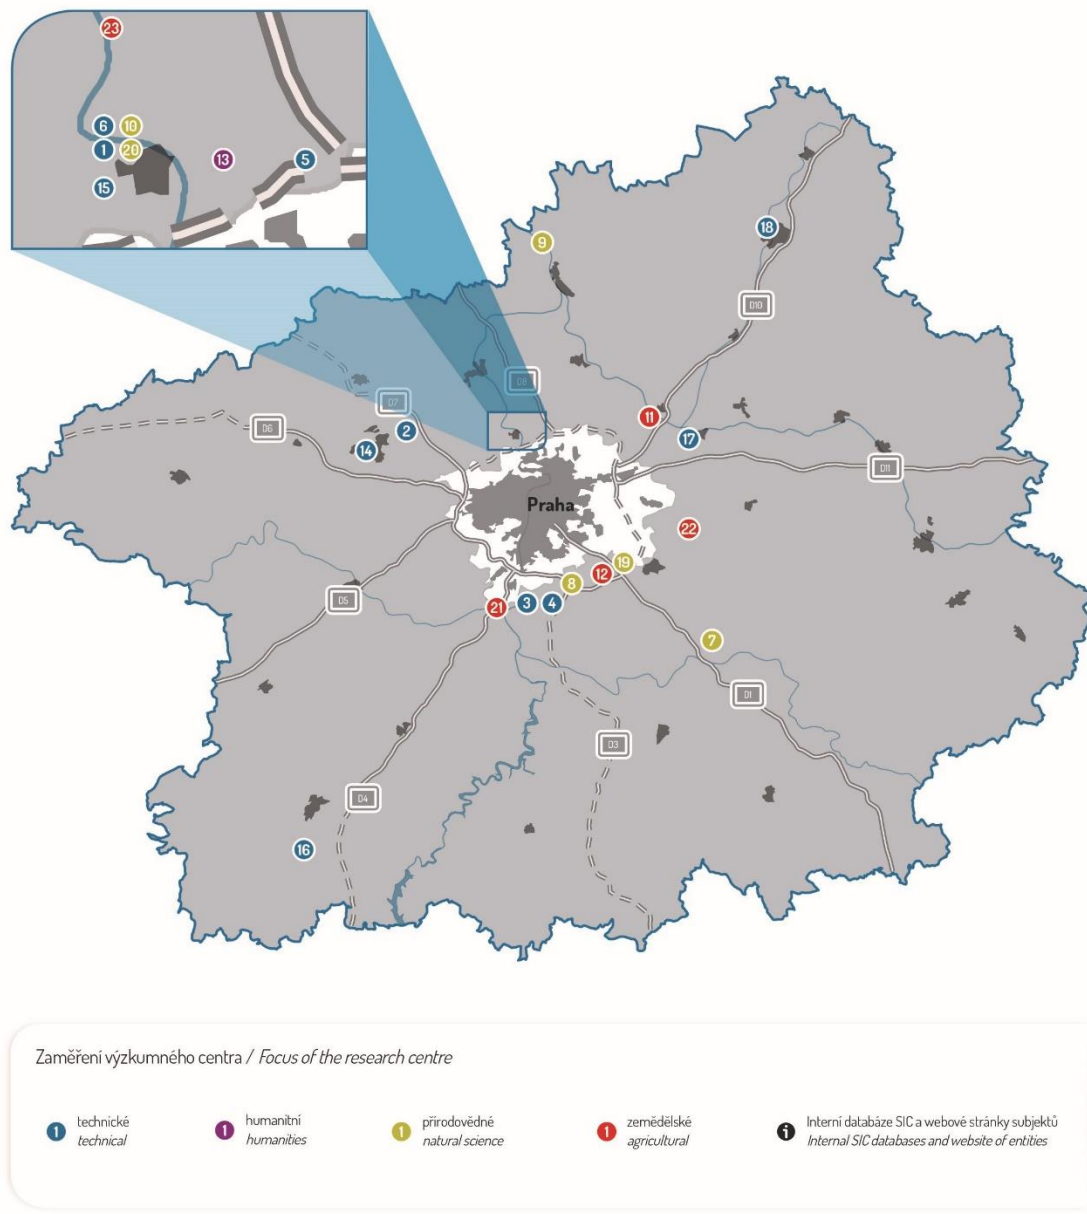 23
6 10
1 20
13 5
15
18
9
D10
D8
D7
11
2
D6
17
14
D11
Praha
22
19
12
8
D5
3 4
21
7
D1
D3
D4
16
Zaměření výzkumného centra / Focus of the research centre
1 technické
technical
1 humanitní
humanities
1 přírodovědné
natural science
1 zemědělské
agricultural
i Interní databáze SIC a webové stránky subjektů
Internal SIC databases and website of entities